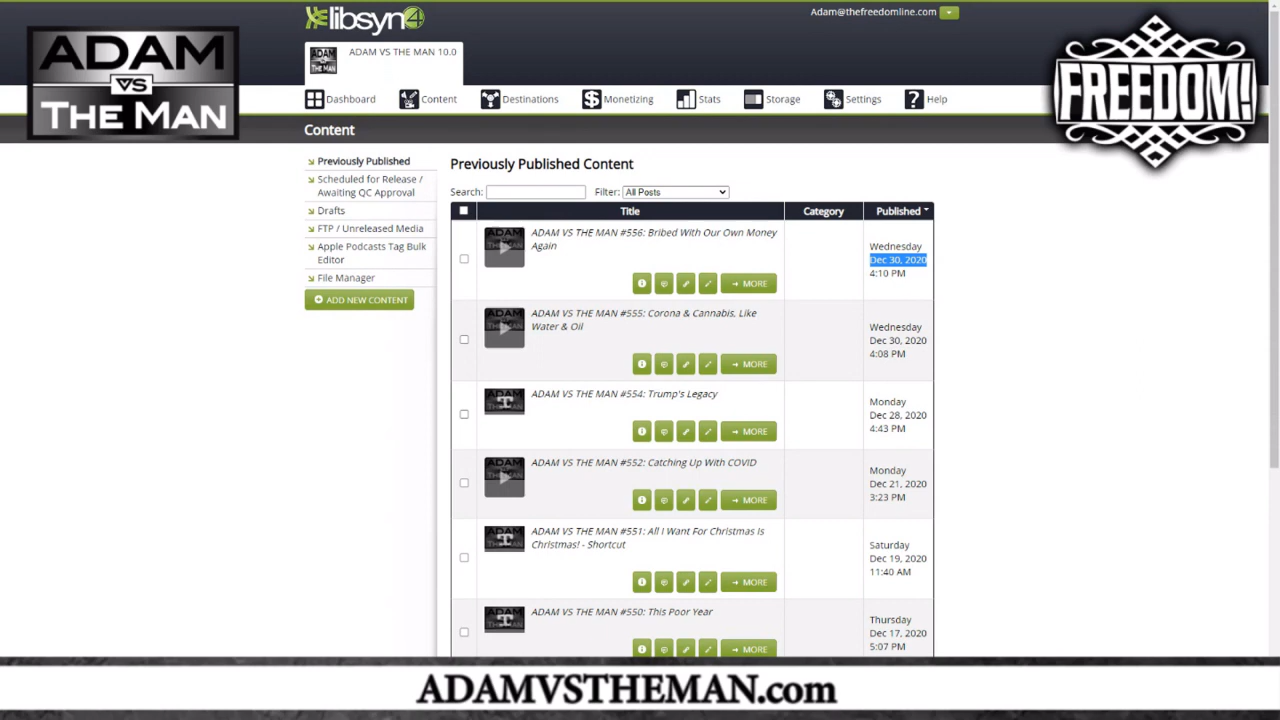 ADAM
VS
THE MAN
libsyn4
Adam@thefreedomline.com
ADAM VS THE MAN 10.0
FREEDOM!
Dashboard
Content
Destinations
Monetizing
Stats
Storage
Settings
Help
Content
Previously Published
Scheduled for Release /
Awaiting QC Approval
Drafts
FTP / Unreleased Media
Apple Podcasts Tag Bulk
Editor
File Manager
ADD NEW CONTENT
Previously Published Content
Search:
Filter: All Posts
Title
Category
Published
ADAM VS THE MAN #556: Bribed With Our Own Money
Again
MORE
Wednesday
Dec 30, 2020
4:10 PM
ADAM VS THE MAN #555: Corona & Cannabis, Like
Water & Oil
MORE
Wednesday
Dec 30, 2020
4:08 PM
ADAM VS THE MAN #554: Trump's Legacy
MORE
Monday
Dec 28, 2020
4:43 PM
ADAM VS THE MAN #552: Catching Up With COVID
MORE
Monday
Dec 21, 2020
3:23 PM
ADAM VS THE MAN #551: All I Want For Christmas Is
Christmas! - Shortcut
MORE
Saturday
Dec 19, 2020
11:40 AM
ADAM VS THE MAN #550: This Poor Year
MORE
Thursday
Dec 17, 2020
5:07 PM
ADAMVSTHEMAN.com